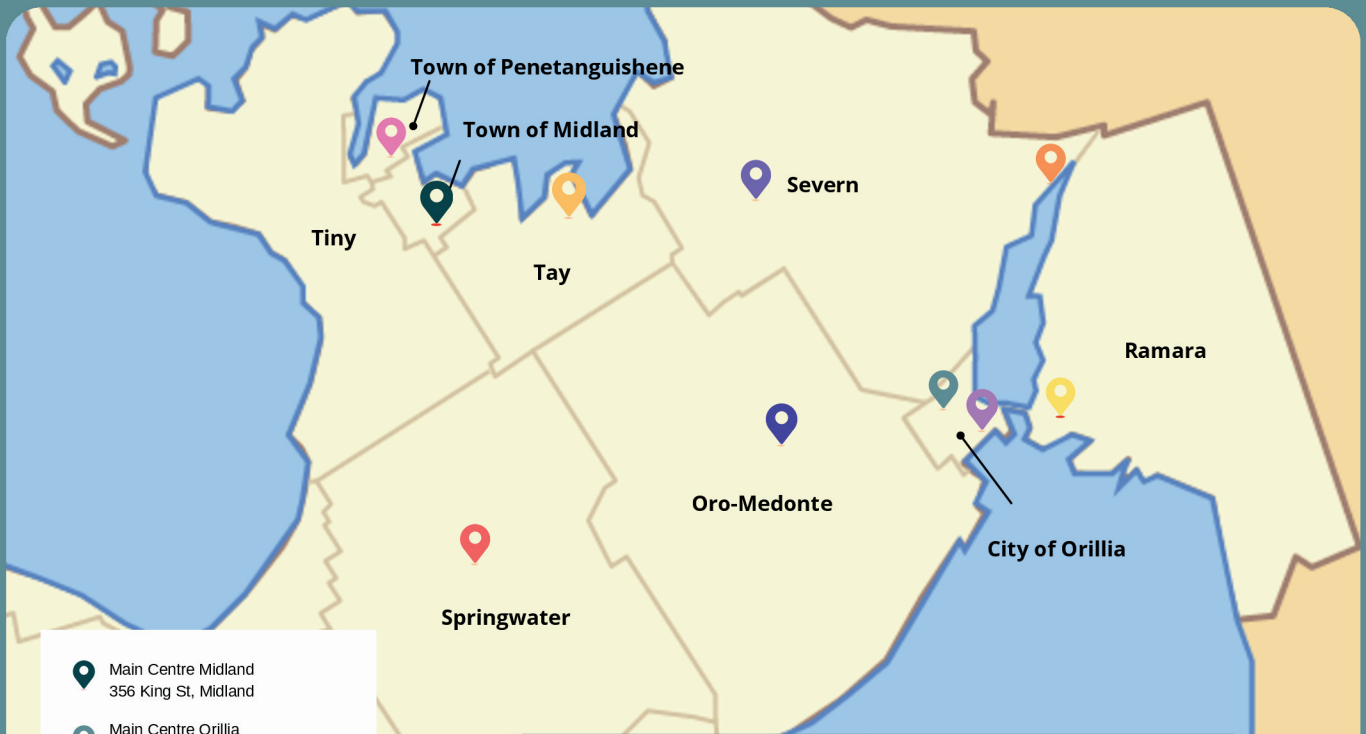 Town of Penetanguishene
Town of Midland
Severn
Tiny
Tay
Ramara
Oro-Medonte
City of Orillia
Springwater
Main Centre Midland
356 King St, Midland
Main Centre Orillia